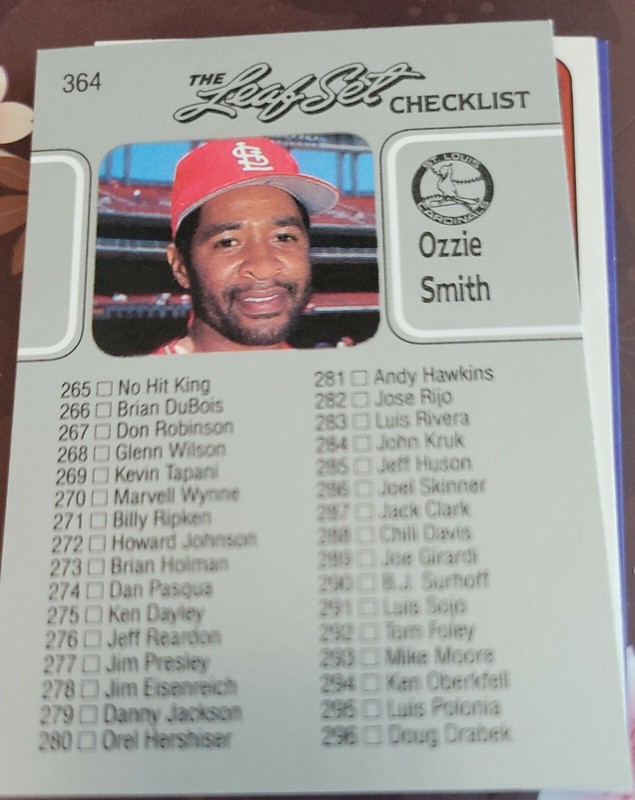 364
THE Leaf Set CHECKLIST
StL
ST. LOUIS
CARDINALS
Ozzie
Smith
265 No Hit King
266 Brian DuBois
267 Don Robinson
268 Glenn Wilson
269 Kevin Tapani
270 Marvell Wynne
271 Billy Ripken
272 Howard Johnson
273 Brian Holman
274 Dan Pasqua
275 Ken Dayley
276 Jeff Reardon
277 Jim Presley
278 Jim Eisenreich
279 Danny Jackson
280 Orel Hershiser
281 Andy Hawkins
282 Jose Rijo
283 Luis Rivera
284 John Kruk
285 Jeff Huson
286 Joel Skinner
287 Jack Clark
288 Chili Davis
289 Joe Girardi
290 B.J. Surhoff
291 Luis Sojo
292 Tom Foley
293 Mike Moore
294 Ken Oberkfell
295 Luis Polonia
296 Doug Drabek